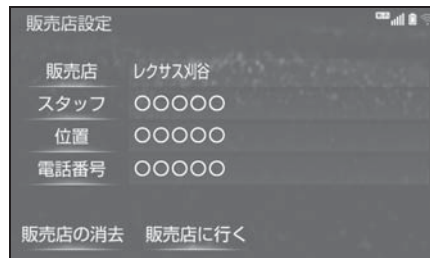 販売店設定
販売店 レクサス刈谷
スタッフ ○○○○○
位置 ○○○○○
電話番号 ○○○○○
販売店の消去 販売店に行く